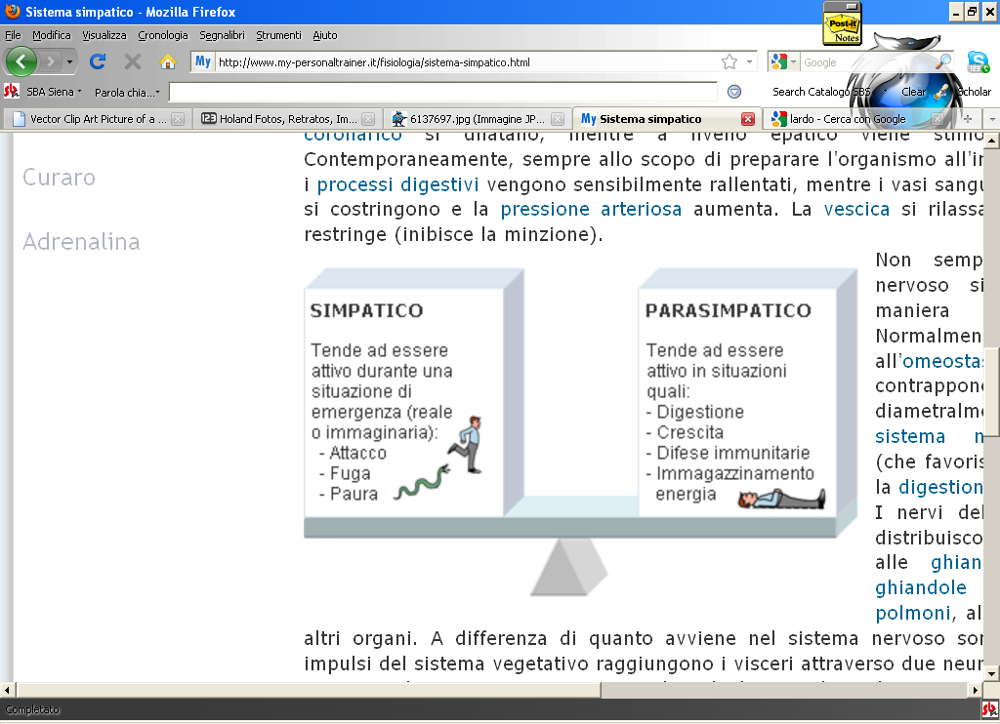 Sistema simpatico - Mozilla Firefox
File Modifica Visualizza Cronologia Segnalibri Strumenti Aiuto
Post-it
Notes
My http://www.my-personaltrainer.it/fisiologia/sistema-simpatico.html
Google
SBA Siena Parola chia...
Search Catalogo SBS Clear Scholar
Vector Clip Art Picture of a ...
Holand Fotos, Retratos, Im...
6137697.jpg (Immagine JP...
My Sistema simpatico
lardo - Cerca con Google
Curaro
Adrenalina
coronarico si dilatano, mentre a livello epatico viene
Contemporaneamente, sempre allo scopo di preparare l'organismo all'
i processi digestivi vengono sensibilmente rallentati, mentre i vasi sangu
si costringono e la pressione arteriosa aumenta. La vescica si rilassa
restringe (inibisce la minzione).
SIMPATICO
Tende ad essere
attivo durante una
situazione di
emergenza (reale
o immaginaria):
- Attacco
- Fuga
- Paura
PARASIMPATICO
Tende ad essere
attivo in situazioni
quali:
- Digestione
- Crescita
- Difese immunitarie
- Immagazzinamento
energia
Non semp
nervoso si
maniera
Normalmen
all'omeostas
contrappone
diametralme
sistema n
(che favoris
la digestion
I nervi del
distribuisco
alle ghian
ghiandole
polmoni, al
altri organi. A differenza di quanto avviene nel sistema nervoso som
impulsi del sistema vegetativo raggiungono i visceri attraverso due neur
Completato